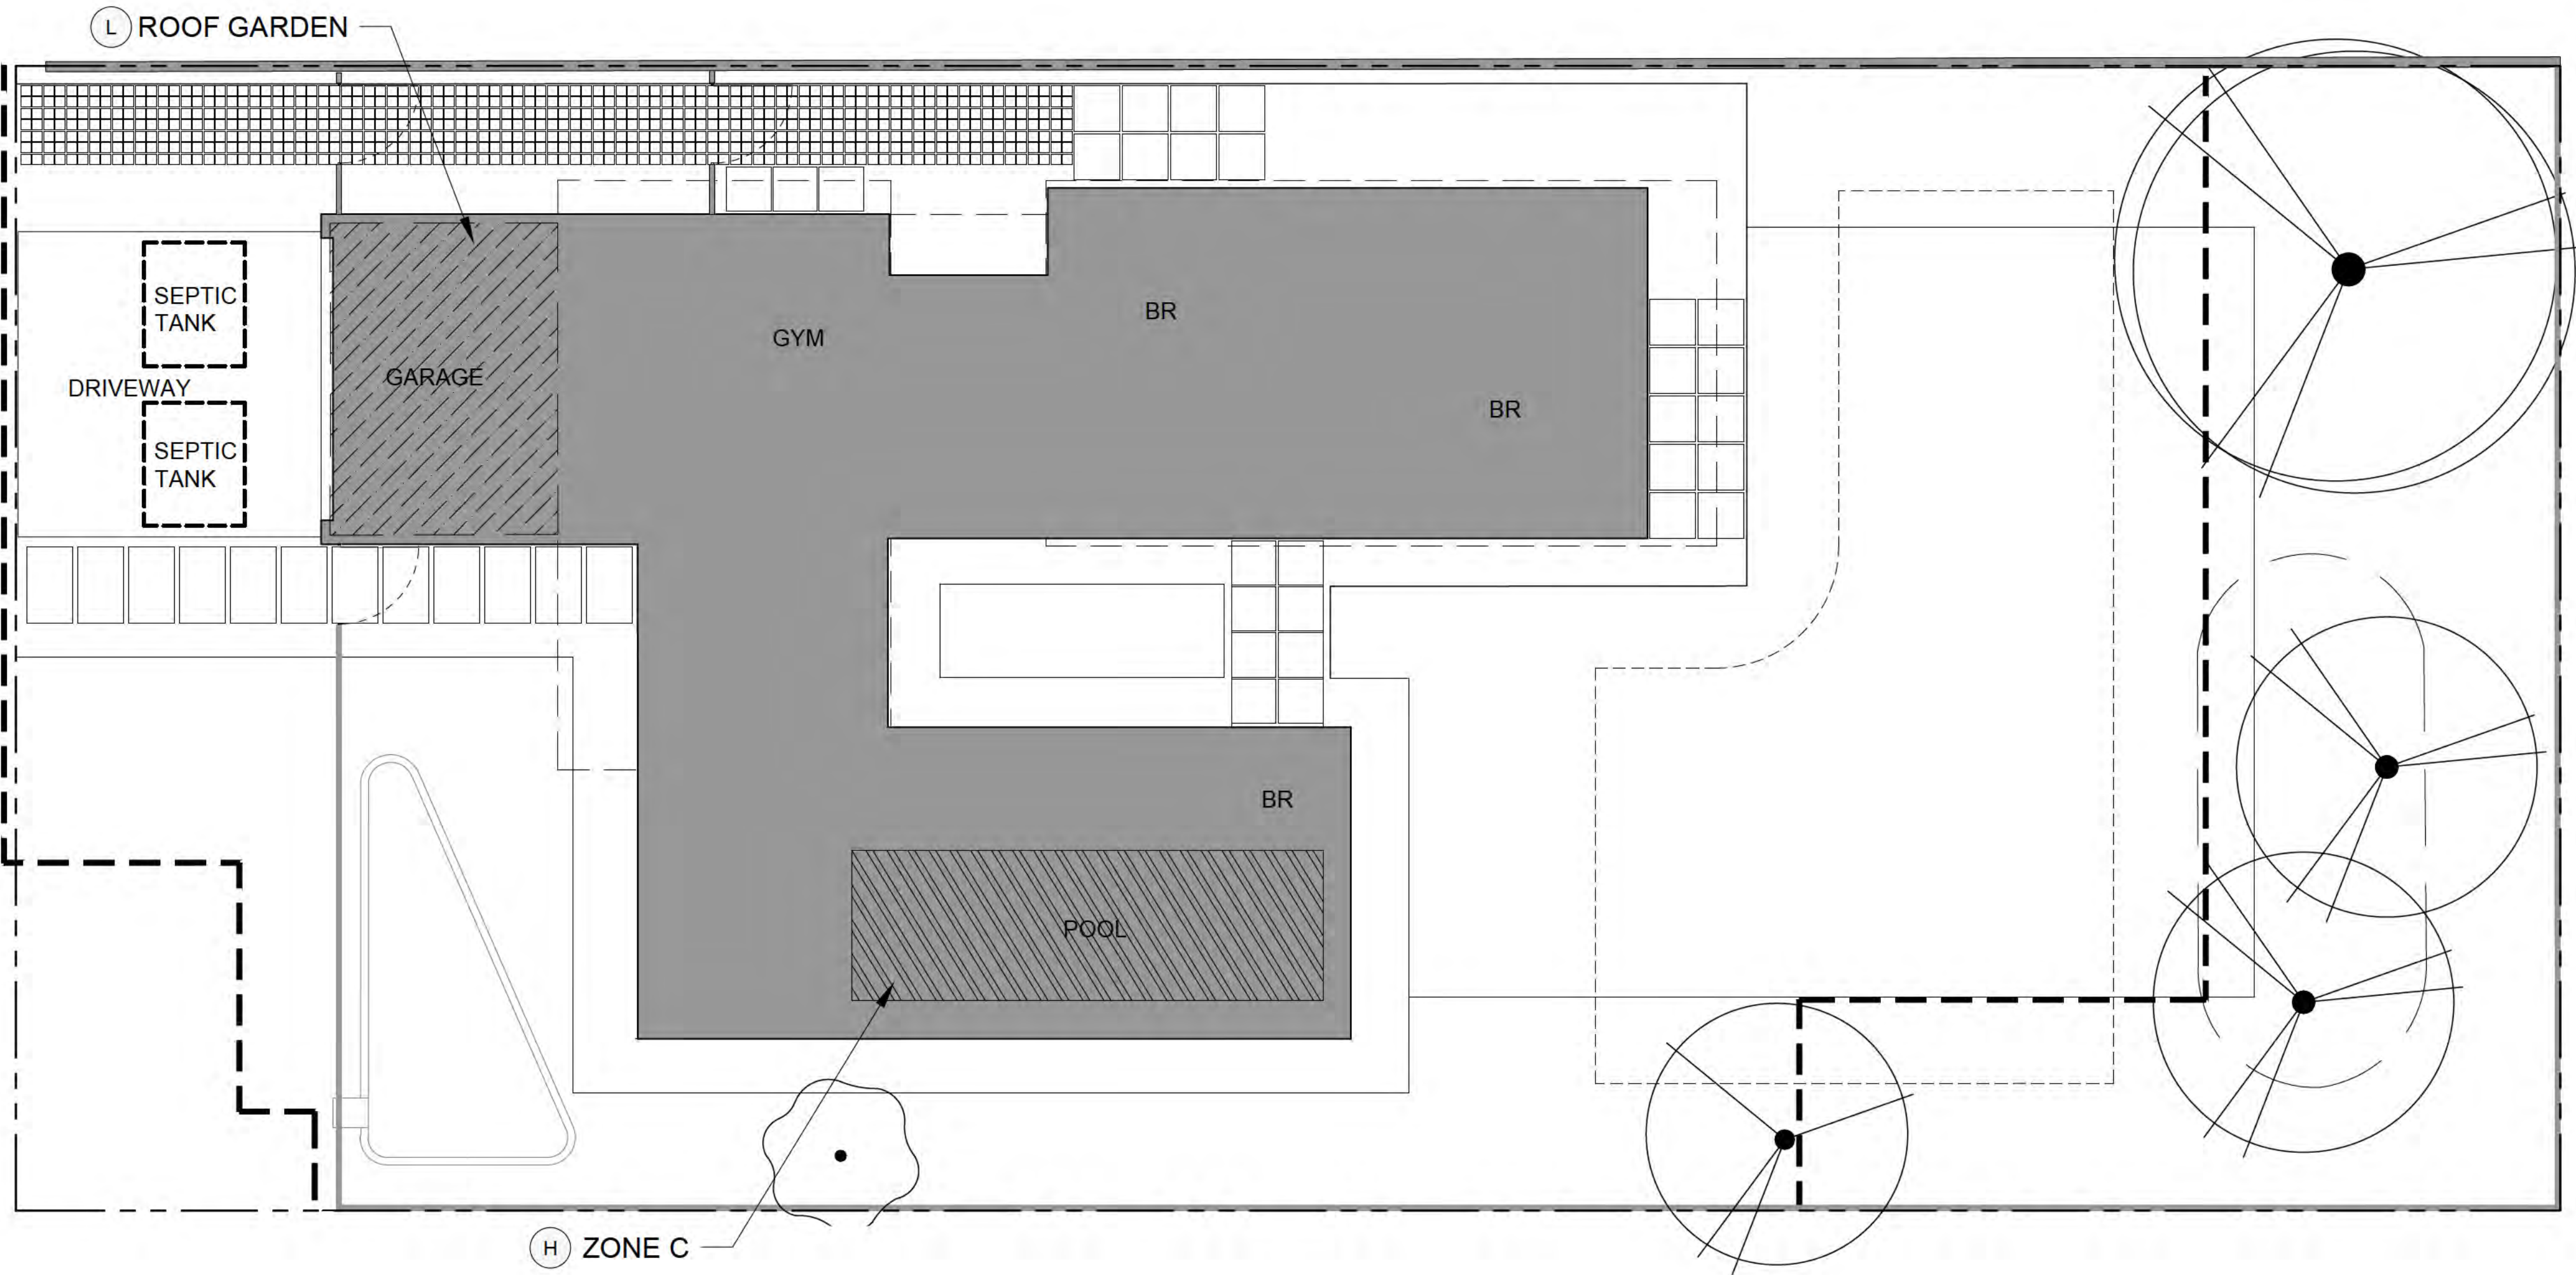 L ROOF GARDEN
SEPTIC
TANK
DRIVEWAY
SEPTIC
TANK
GARAGE
GYM
BR
BR
BR
POOL
H ZONE C